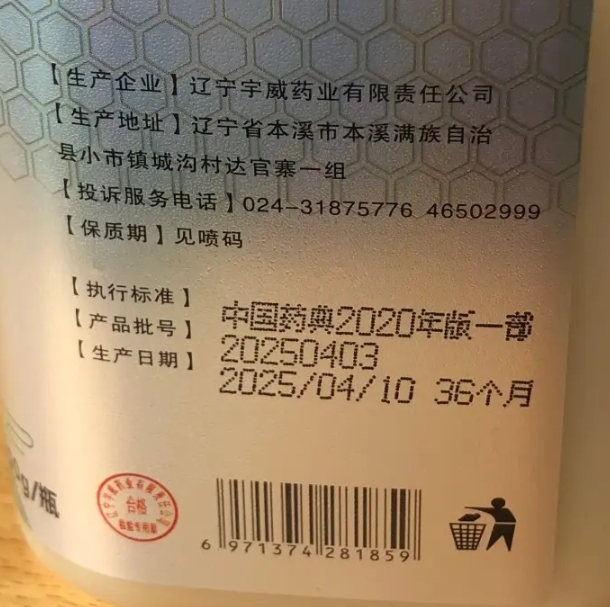 【生产企业】辽宁宇威药业有限责任公司
【生产地址】辽宁省本溪市本溪满族自治
县小市镇城沟村达官寨一组
【投诉服务电话】024-31875776 46502999
【保质期】见喷码
【执行标准】中国药典2020年版一部
【产品批号】20250403
【生产日期】2025/04/10 36个月
0g/瓶
合格
6 971374 281859